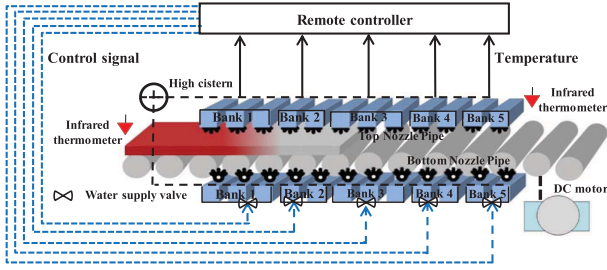 Remote controller
Control signal
Temperature
High cistern
Infrared
thermometer
Infrared
thermometer
Bank 1
Bank 2
Bank 3
Bank 4
Bank 5
Top Nozzle Pipe
Bottom Nozzle Pipe
Bank 1
Bank 2
Bank 3
Bank 4
Bank 5
Water supply valve
DC motor